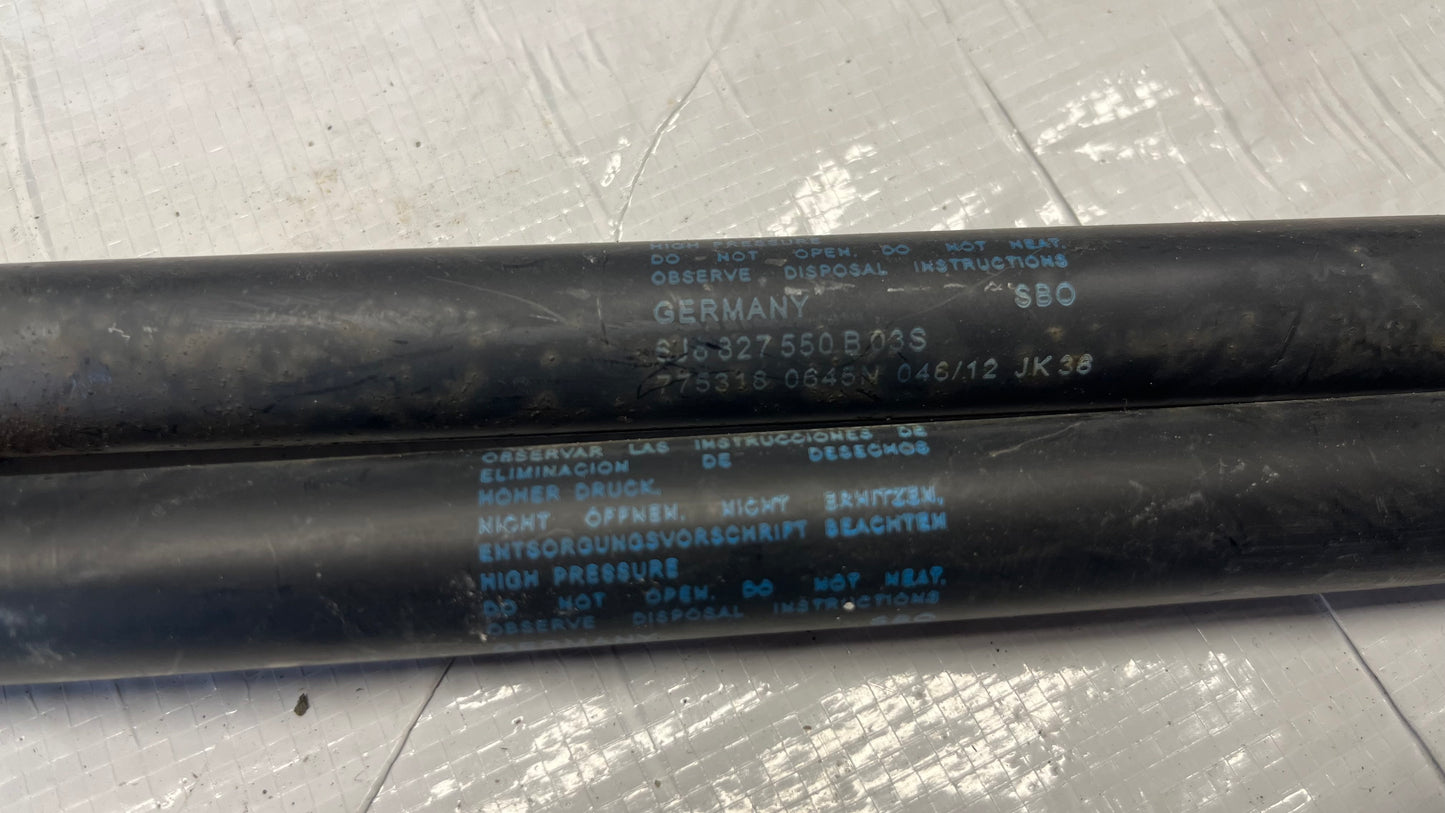 HIGH PRESSURE
DO NOT OPEN. DO NOT HEAT.
OBSERVE DISPOSAL INSTRUCTIONS
GERMANY SBO
827 550 B 03S
775318 0645N 046/12 JK38
OBSERVAR LAS INSTRUCCIONES DE
ELIMINACION DE DESECHOS
HOHER DRUCK.
NICHT ÖFFNEN. NICHT ERHITZEN.
ENTSORGUNGSVORSCHRIFT BEACHTEN
HIGH PRESSURE
DO NOT OPEN. DO NOT HEAT.
OBSERVE DISPOSAL INSTRUCTIONS
GERMANY SBO